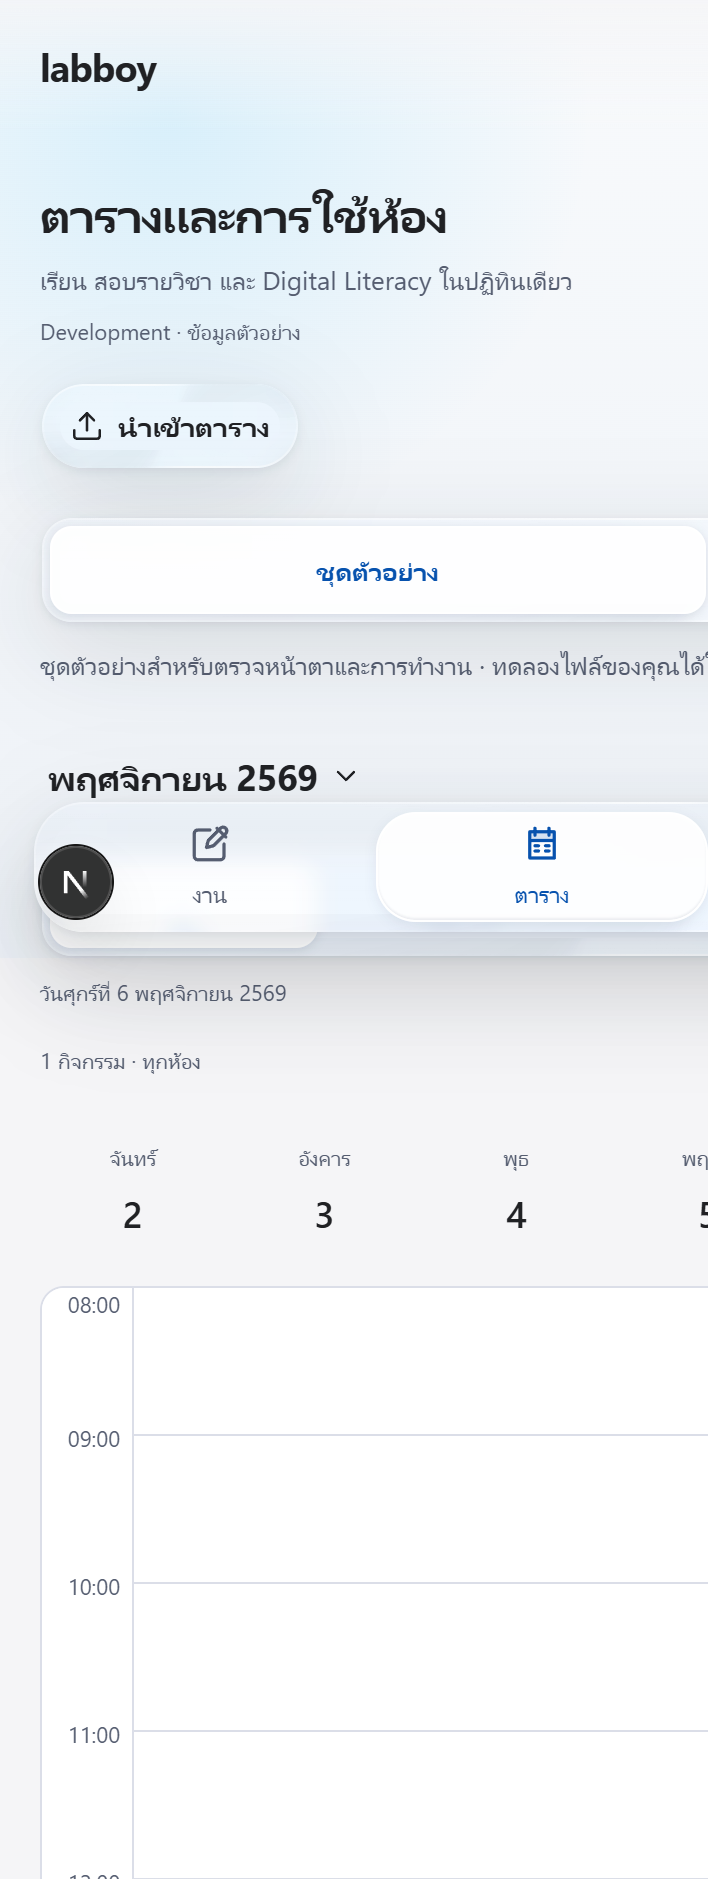 labboy
ตารางและการใช้ห้อง
เรียน สอบรายวิชา และ Digital Literacy ในปฏิทินเดียว
Development · ข้อมูลตัวอย่าง
นำเข้าตาราง
ชุดตัวอย่าง
ชุดตัวอย่างสำหรับตรวจหน้าตาและการทำงาน · ทดลองไฟล์ของคุณได้
พฤศจิกายน 2569
N
งาน
ตาราง
วันศุกร์ที่ 6 พฤศจิกายน 2569
1 กิจกรรม · ทุกห้อง
จันทร์ อังคาร พุธ
2 3 4
08:00
09:00
10:00
11:00